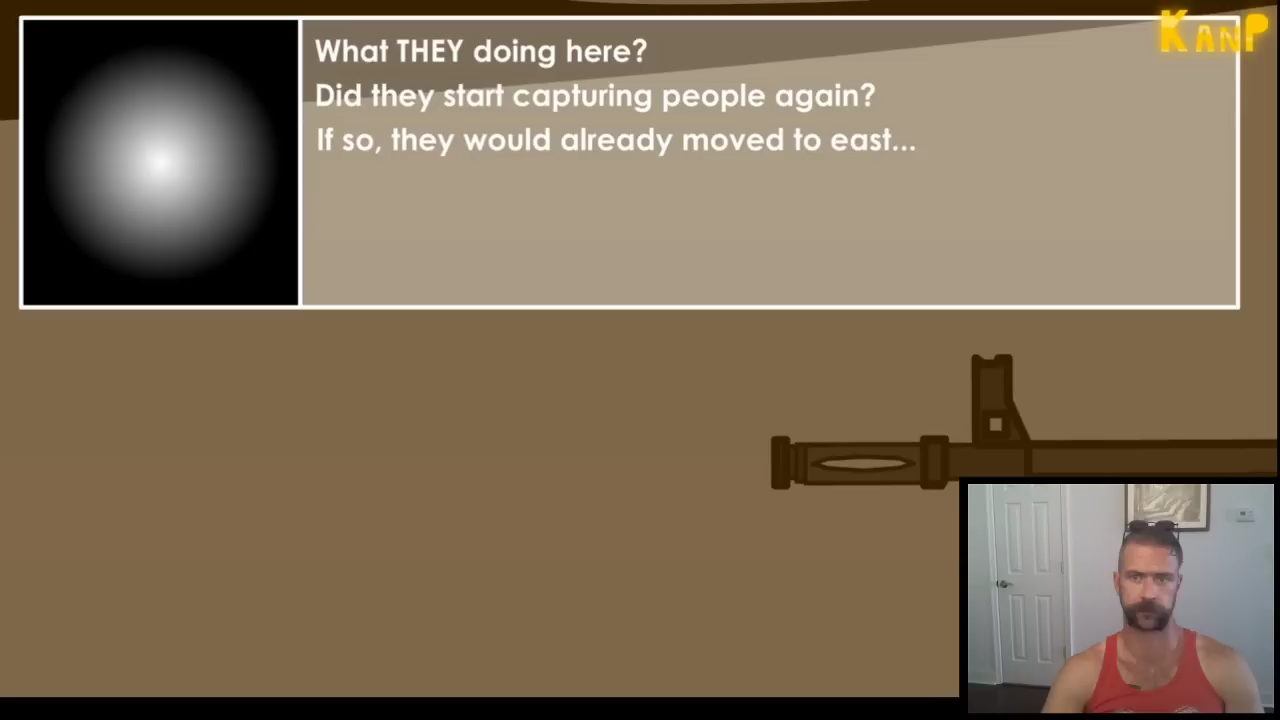 KANP
What THEY doing here?
Did they start capturing people again?
If so, they would already moved to east...